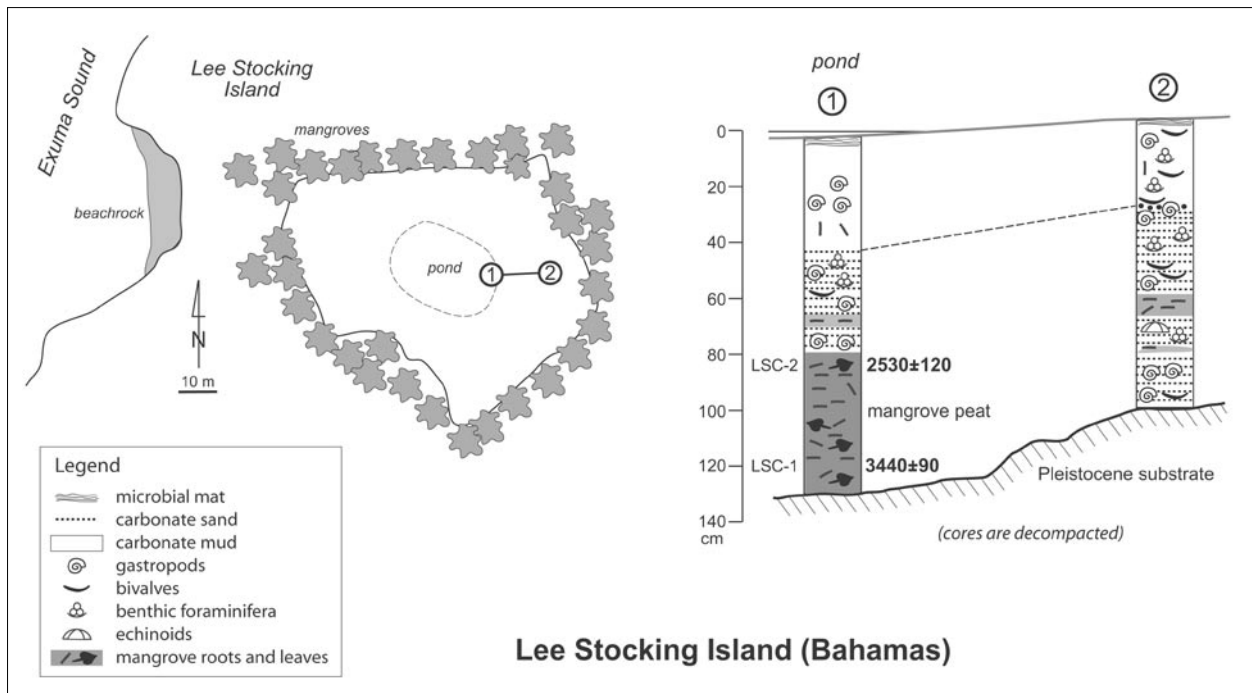 Exuma Sound
Lee Stocking
Island
mangroves
beachrock
pond
1
2
N
10 m
Legend
microbial mat
carbonate sand
carbonate mud
gastropods
bivalves
benthic foraminifera
echinoids
mangrove roots and leaves
pond
1
2
0
20
40
60
80
100
120
140
cm
LSC-2
2530±120
mangrove peat
LSC-1
3440±90
Pleistocene substrate
(cores are decompacted)
Lee Stocking Island (Bahamas)